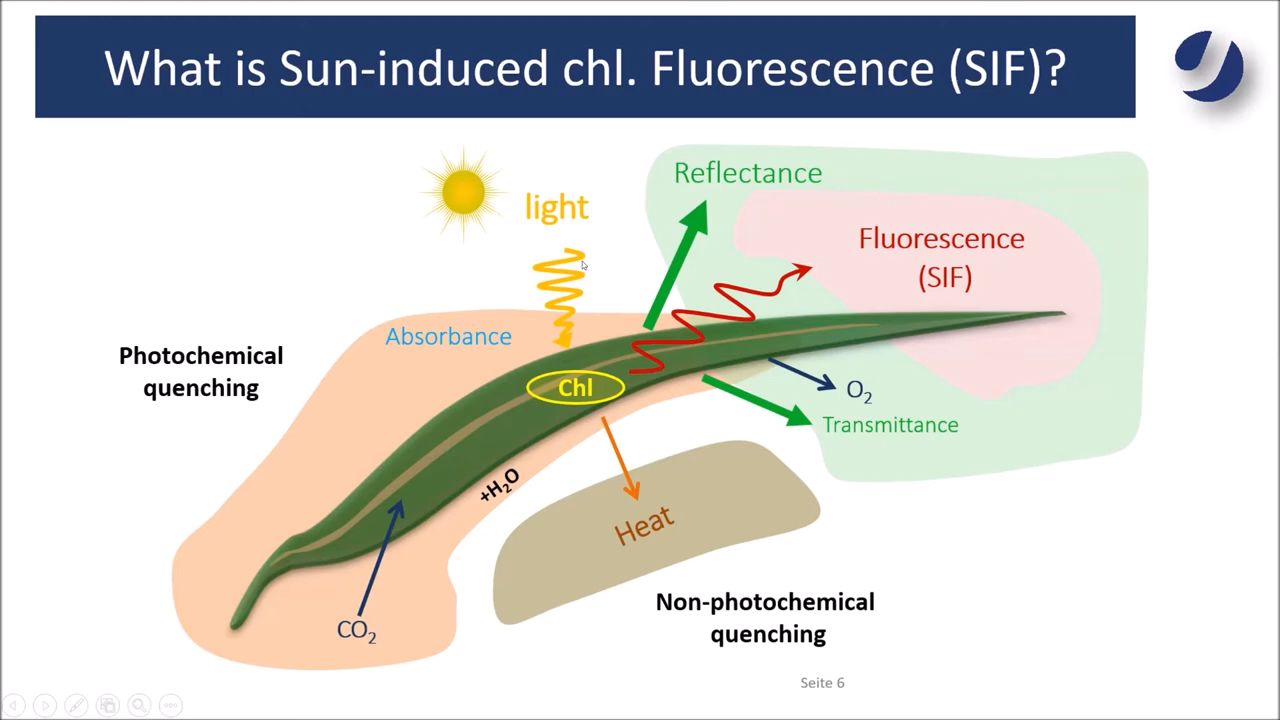 What is Sun-induced chl. Fluorescence (SIF)?
Reflectance
light
Fluorescence
(SIF)
Absorbance
Photochemical
quenching
Chl
O₂
Transmittance
+H₂O
Heat
Non-photochemical
quenching
CO₂
Seite 6